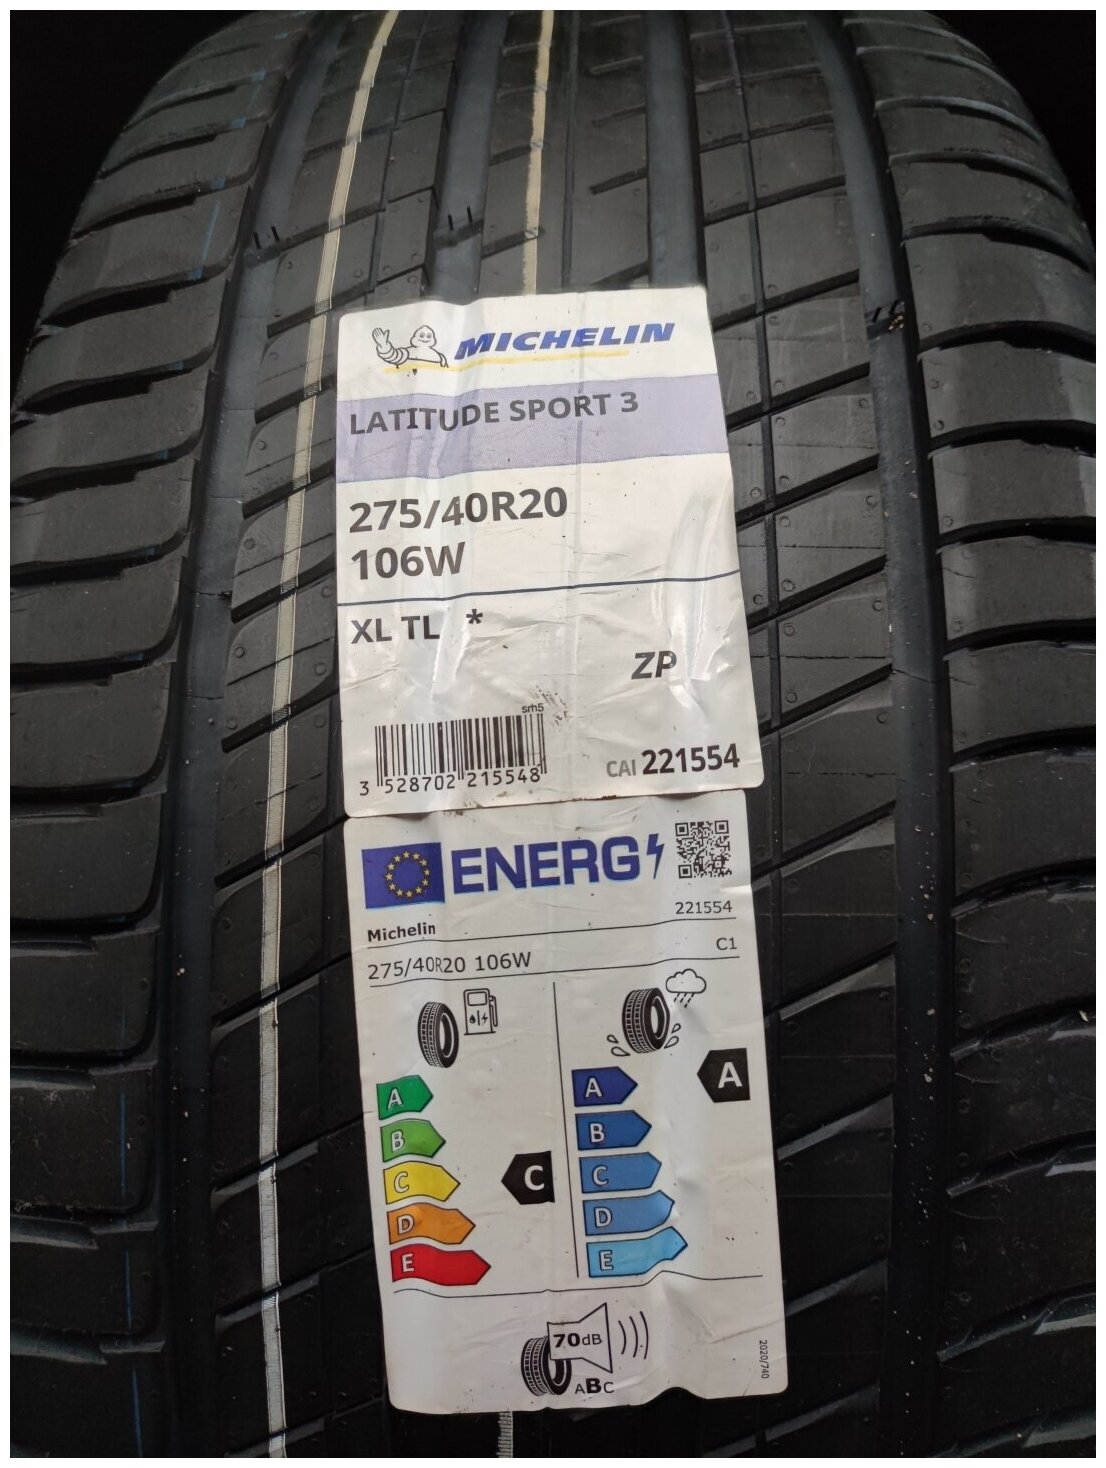 MICHELIN
LATITUDE SPORT 3
275/40R20
106W
XL TL *
ZP
srh5
3 528702 215548
CAI 221554
ENERG
221554
Michelin
275/40R20 106W
C1
A
B
C
D
E
C
A
B
C
D
E
A
70dB
ABC
2020/740